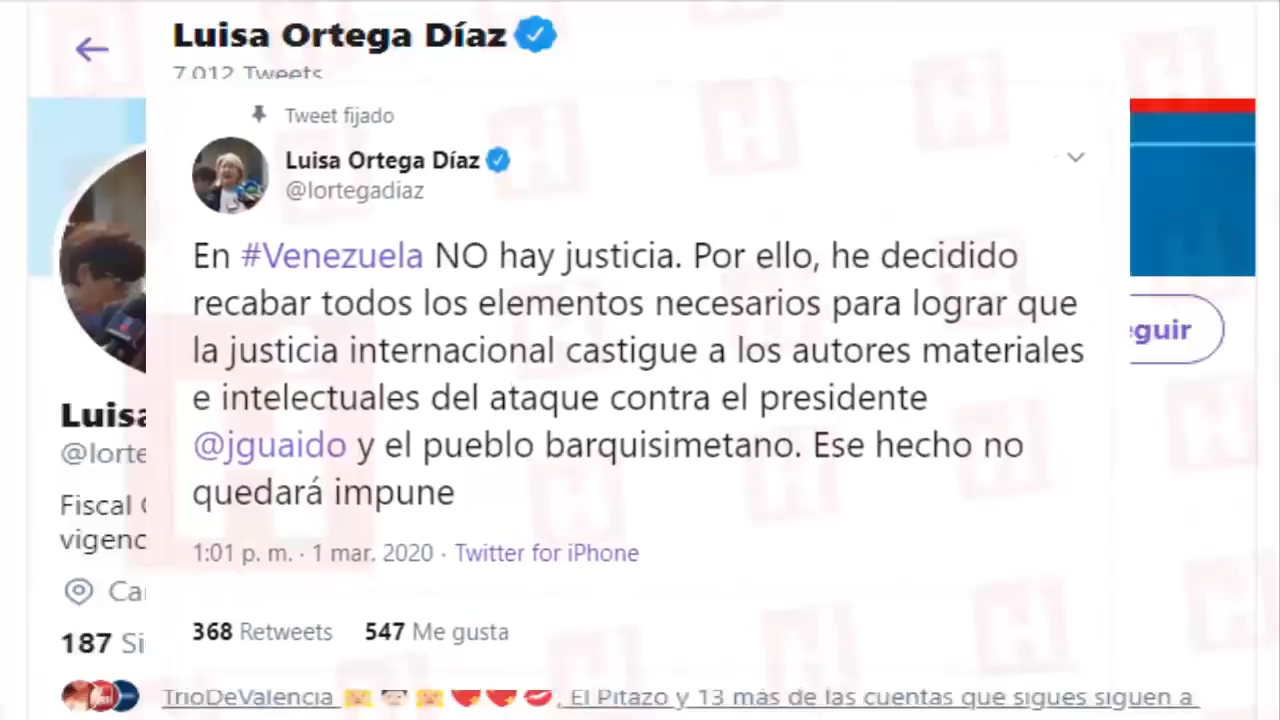 Luisa Ortega Díaz
7.012 Tweets
Tweet fijado
Luisa Ortega Díaz
@lortegadiaz
En #Venezuela NO hay justicia. Por ello, he decidido
recabar todos los elementos necesarios para lograr que
la justicia internacional castigue a los autores materiales
e intelectuales del ataque contra el presidente
@jguaido y el pueblo barquisimetano. Ese hecho no
quedará impune
1:01 p. m. · 1 mar. 2020 · Twitter for iPhone
368 Retweets 547 Me gusta
eguir
Luisa
@lorte
Fiscal
vigenc
Ca
187 Si
TrioDeValencia 😷👨💏❤️❤️💋, El Pitazo y 13 más de las cuentas que sigues siguen a